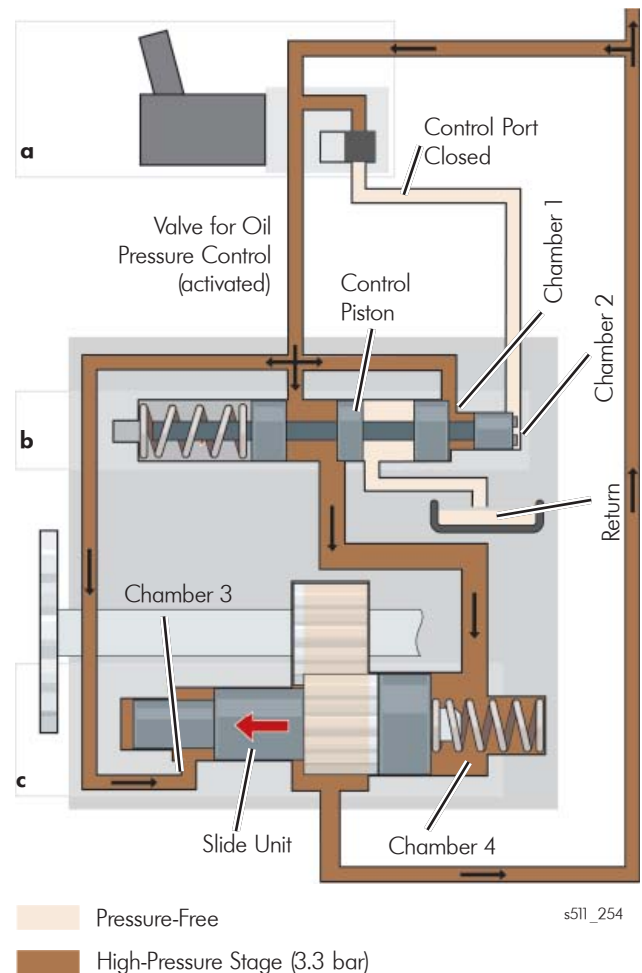 a
Control Port
Closed
Valve for Oil
Pressure Control
(activated)
Chamber 1
Control
Piston
Chamber 2
b
Return
Chamber 3
c
Slide Unit
Chamber 4
Pressure-Free
s511_254
High-Pressure Stage (3.3 bar)